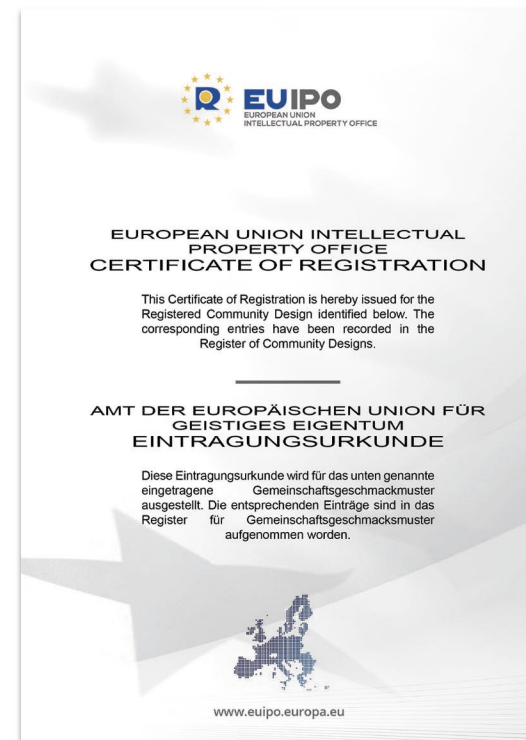 R
EUIPO
EUROPEAN UNION
INTELLECTUAL PROPERTY OFFICE
EUROPEAN UNION INTELLECTUAL
PROPERTY OFFICE
CERTIFICATE OF REGISTRATION
This Certificate of Registration is hereby issued for the
Registered Community Design identified below. The
corresponding entries have been recorded in the
Register of Community Designs.
AMT DER EUROPÄISCHEN UNION FÜR
GEISTIGES EIGENTUM
EINTRAGUNGSURKUNDE
Diese Eintragungsurkunde wird für das unten genannte
eingetragene Gemeinschaftsgeschmackmuster
ausgestellt. Die entsprechenden Einträge sind in das
Register für Gemeinschaftsgeschmacksmuster
aufgenommen worden.
www.euipo.europa.eu